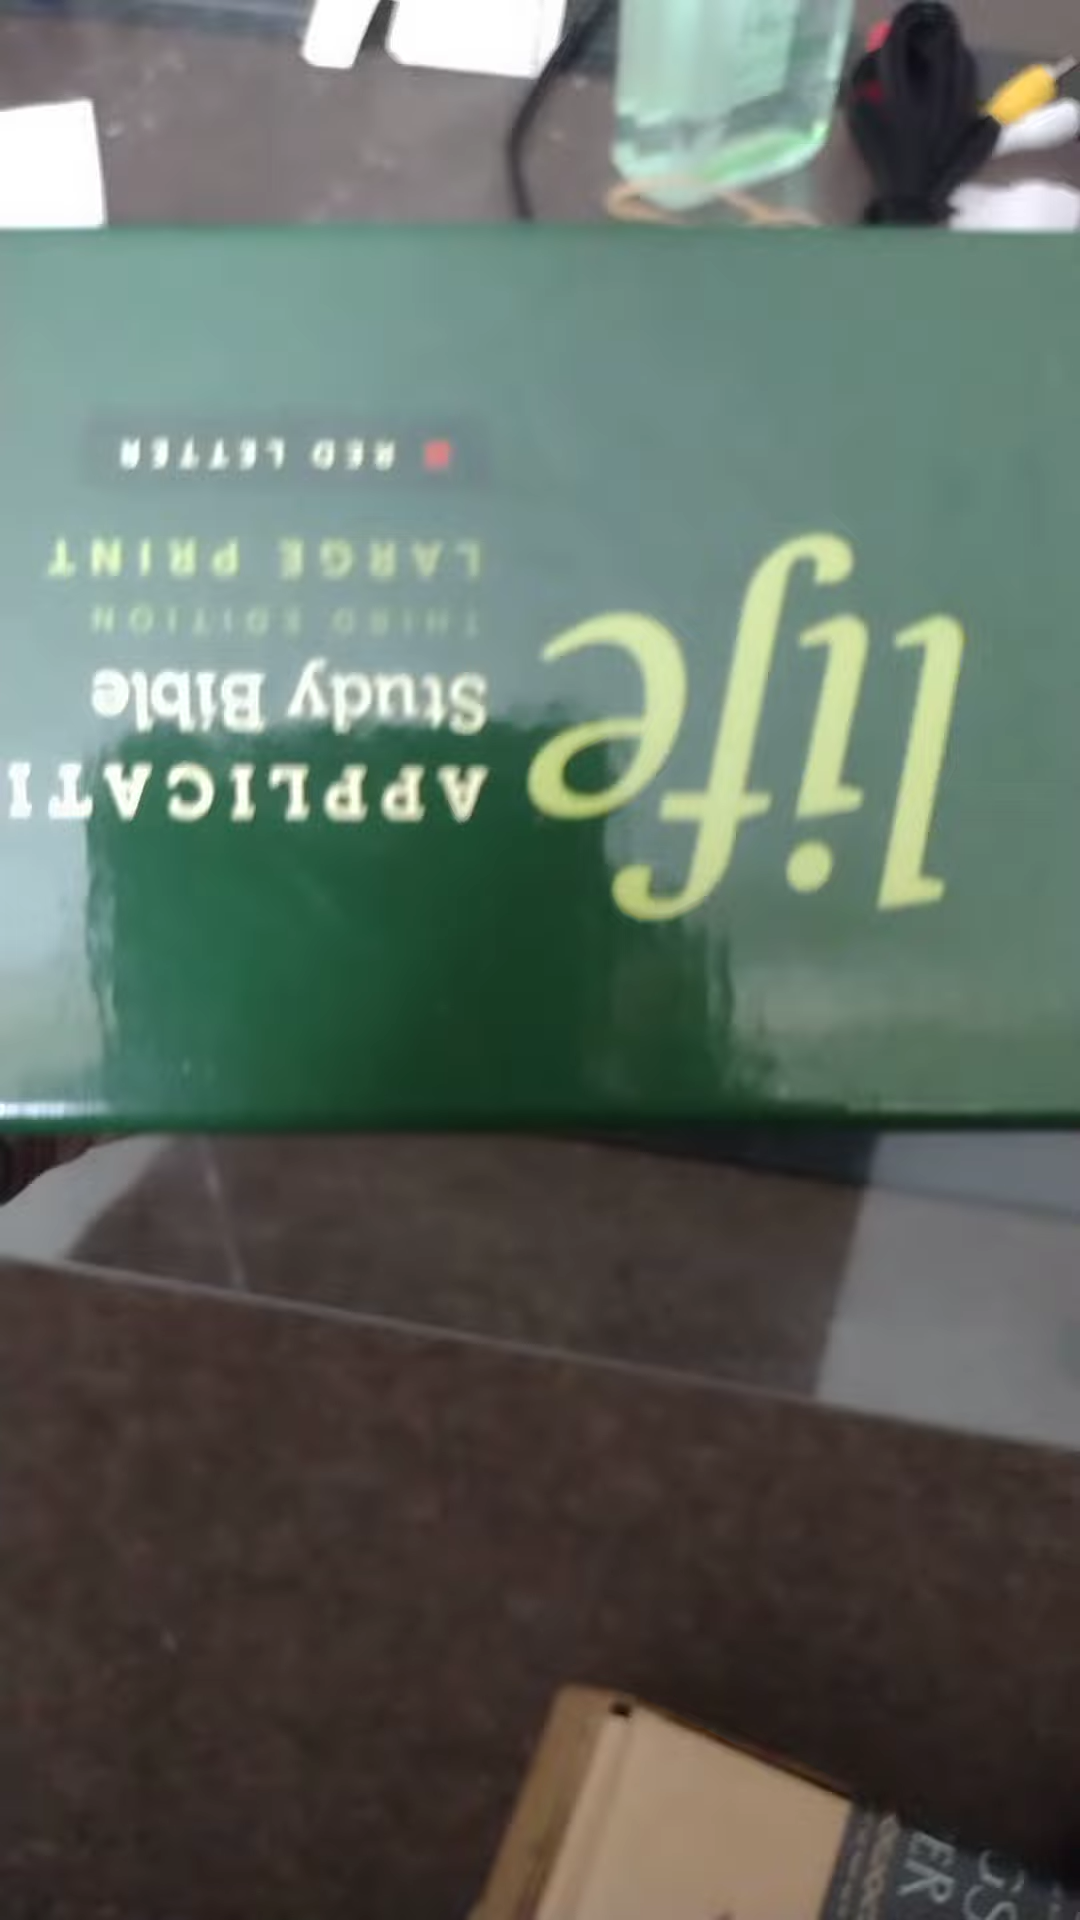 life
APPLICATI
Study Bible
THIRD EDITION
LARGE PRINT
RED LETTER